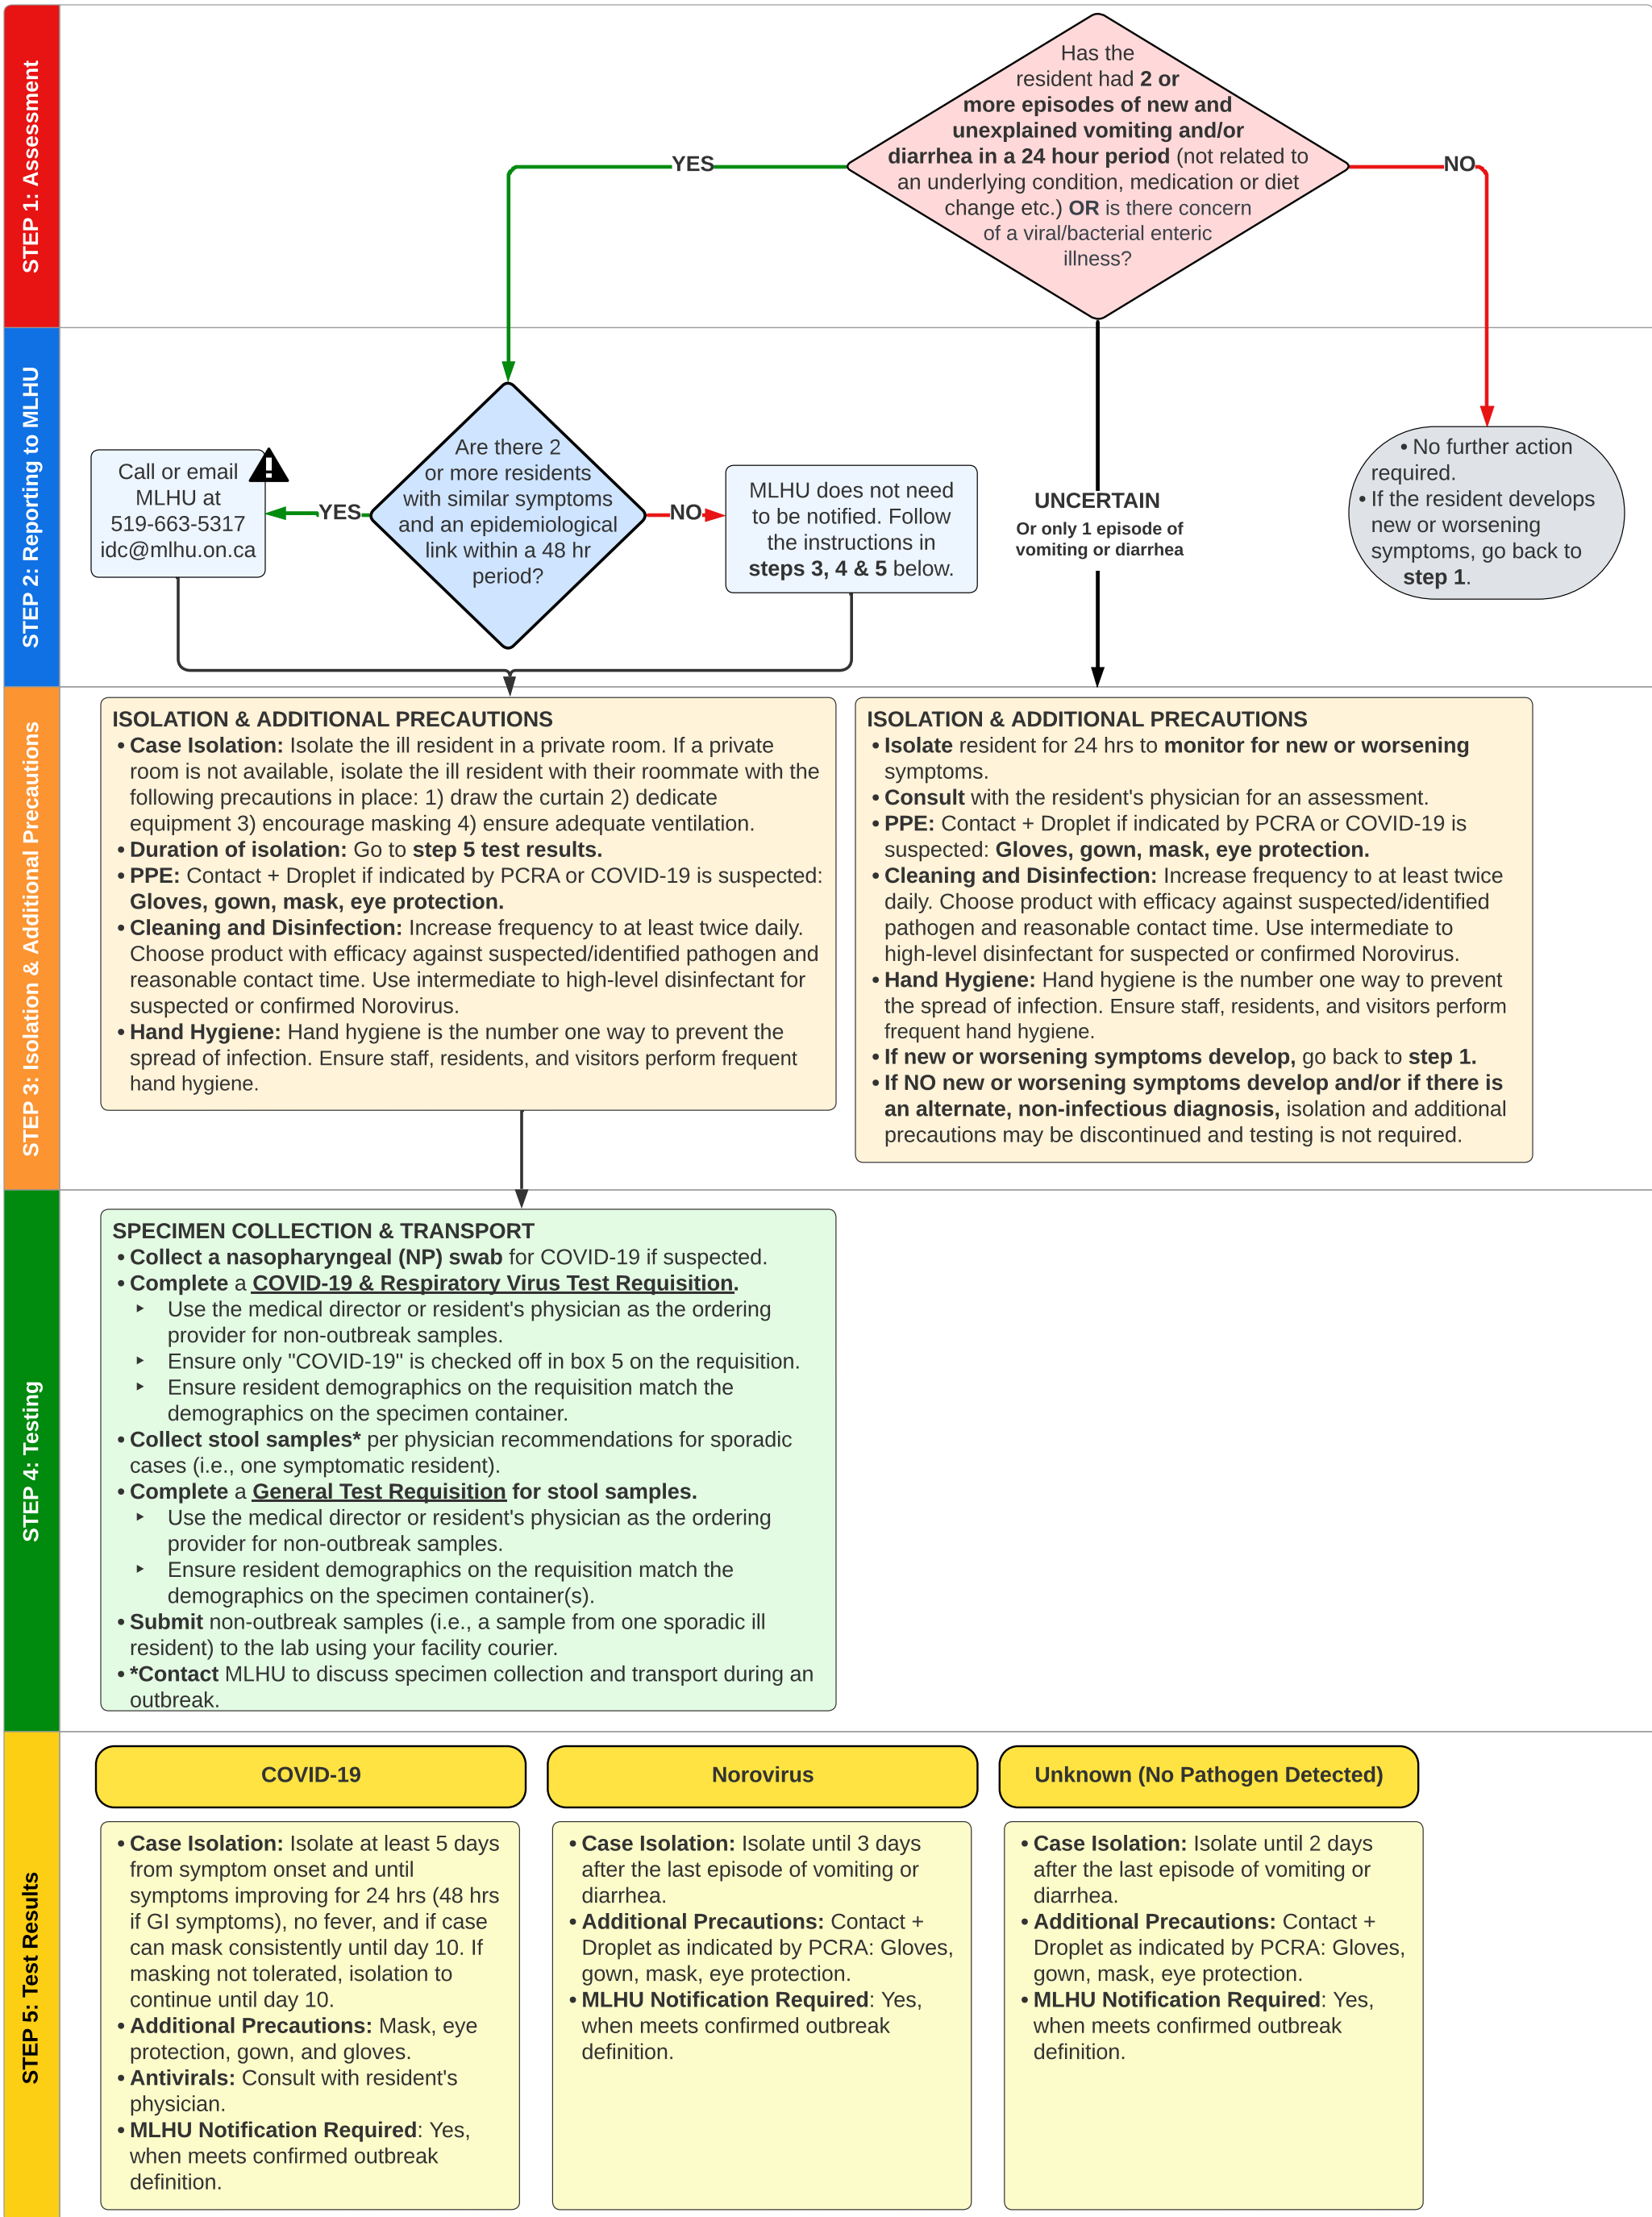 STEP 1: Assessment
Has the
resident had 2 or
more episodes of new and
unexplained vomiting and/or
diarrhea in a 24 hour period (not related to
an underlying condition, medication or diet
change etc.) OR is there concern
of a viral/bacterial enteric
illness?
YES
NO
STEP 2: Reporting to MLHU
Call or email
MLHU at
519-663-5317
idc@mlhu.on.ca
YES
Are there 2
or more residents
with similar symptoms
and an epidemiological
link within a 48 hr
period?
NO
MLHU does not need
to be notified. Follow
the instructions in
steps 3, 4 & 5 below.
UNCERTAIN
Or only 1 episode of
vomiting or diarrhea
• No further action
required.
• If the resident develops
new or worsening
symptoms, go back to
step 1.
STEP 3: Isolation & Additional Precautions
ISOLATION & ADDITIONAL PRECAUTIONS
• Case Isolation: Isolate the ill resident in a private room. If a private
room is not available, isolate the ill resident with their roommate with the
following precautions in place: 1) draw the curtain 2) dedicate
equipment 3) encourage masking 4) ensure adequate ventilation.
• Duration of isolation: Go to step 5 test results.
• PPE: Contact + Droplet if indicated by PCRA or COVID-19 is suspected:
Gloves, gown, mask, eye protection.
• Cleaning and Disinfection: Increase frequency to at least twice daily.
Choose product with efficacy against suspected/identified pathogen and
reasonable contact time. Use intermediate to high-level disinfectant for
suspected or confirmed Norovirus.
• Hand Hygiene: Hand hygiene is the number one way to prevent the
spread of infection. Ensure staff, residents, and visitors perform frequent
hand hygiene.
ISOLATION & ADDITIONAL PRECAUTIONS
• Isolate resident for 24 hrs to monitor for new or worsening
symptoms.
• Consult with the resident's physician for an assessment.
• PPE: Contact + Droplet if indicated by PCRA or COVID-19 is
suspected: Gloves, gown, mask, eye protection.
• Cleaning and Disinfection: Increase frequency to at least twice
daily. Choose product with efficacy against suspected/identified
pathogen and reasonable contact time. Use intermediate to
high-level disinfectant for suspected or confirmed Norovirus.
• Hand Hygiene: Hand hygiene is the number one way to prevent
the spread of infection. Ensure staff, residents, and visitors perform
frequent hand hygiene.
• If new or worsening symptoms develop, go back to step 1.
• If NO new or worsening symptoms develop and/or if there is
an alternate, non-infectious diagnosis, isolation and additional
precautions may be discontinued and testing is not required.
STEP 4: Testing
SPECIMEN COLLECTION & TRANSPORT
• Collect a nasopharyngeal (NP) swab for COVID-19 if suspected.
• Complete a COVID-19 & Respiratory Virus Test Requisition.
‣ Use the medical director or resident's physician as the ordering
provider for non-outbreak samples.
‣ Ensure only "COVID-19" is checked off in box 5 on the requisition.
‣ Ensure resident demographics on the requisition match the
demographics on the specimen container.
• Collect stool samples* per physician recommendations for sporadic
cases (i.e., one symptomatic resident).
• Complete a General Test Requisition for stool samples.
‣ Use the medical director or resident's physician as the ordering
provider for non-outbreak samples.
‣ Ensure resident demographics on the requisition match the
demographics on the specimen container(s).
• Submit non-outbreak samples (i.e., a sample from one sporadic ill
resident) to the lab using your facility courier.
• *Contact MLHU to discuss specimen collection and transport during an
outbreak.
STEP 5: Test Results
COVID-19
• Case Isolation: Isolate at least 5 days
from symptom onset and until
symptoms improving for 24 hrs (48 hrs
if GI symptoms), no fever, and if case
can mask consistently until day 10. If
masking not tolerated, isolation to
continue until day 10.
• Additional Precautions: Mask, eye
protection, gown, and gloves.
• Antivirals: Consult with resident's
physician.
• MLHU Notification Required: Yes,
when meets confirmed outbreak
definition.
Norovirus
• Case Isolation: Isolate until 3 days
after the last episode of vomiting or
diarrhea.
• Additional Precautions: Contact +
Droplet as indicated by PCRA: Gloves,
gown, mask, eye protection.
• MLHU Notification Required: Yes,
when meets confirmed outbreak
definition.
Unknown (No Pathogen Detected)
• Case Isolation: Isolate until 2 days
after the last episode of vomiting or
diarrhea.
• Additional Precautions: Contact +
Droplet as indicated by PCRA: Gloves,
gown, mask, eye protection.
• MLHU Notification Required: Yes,
when meets confirmed outbreak
definition.